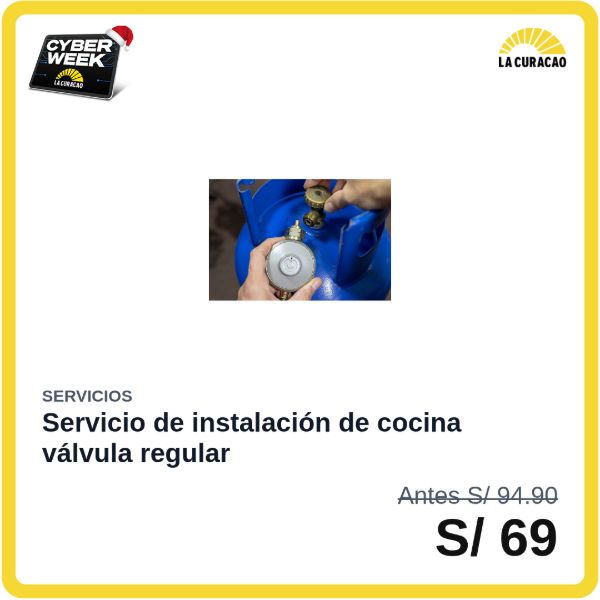 CYBER
WEEK
LA CURACAO
LA CURACAO
SERVICIOS
Servicio de instalación de cocina
válvula regular
Antes S/ 94.90
S/ 69